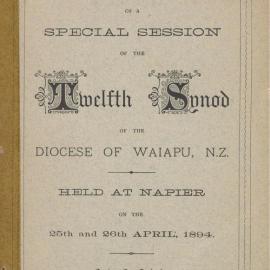 OF A
SPECIAL SESSION
OF THE
Twelfth Synod
OF THE
DIOCESE OF WAIAPU, N.Z.
HELD AT NAPIER
ON THE
25th and 26th APRIL, 1894.